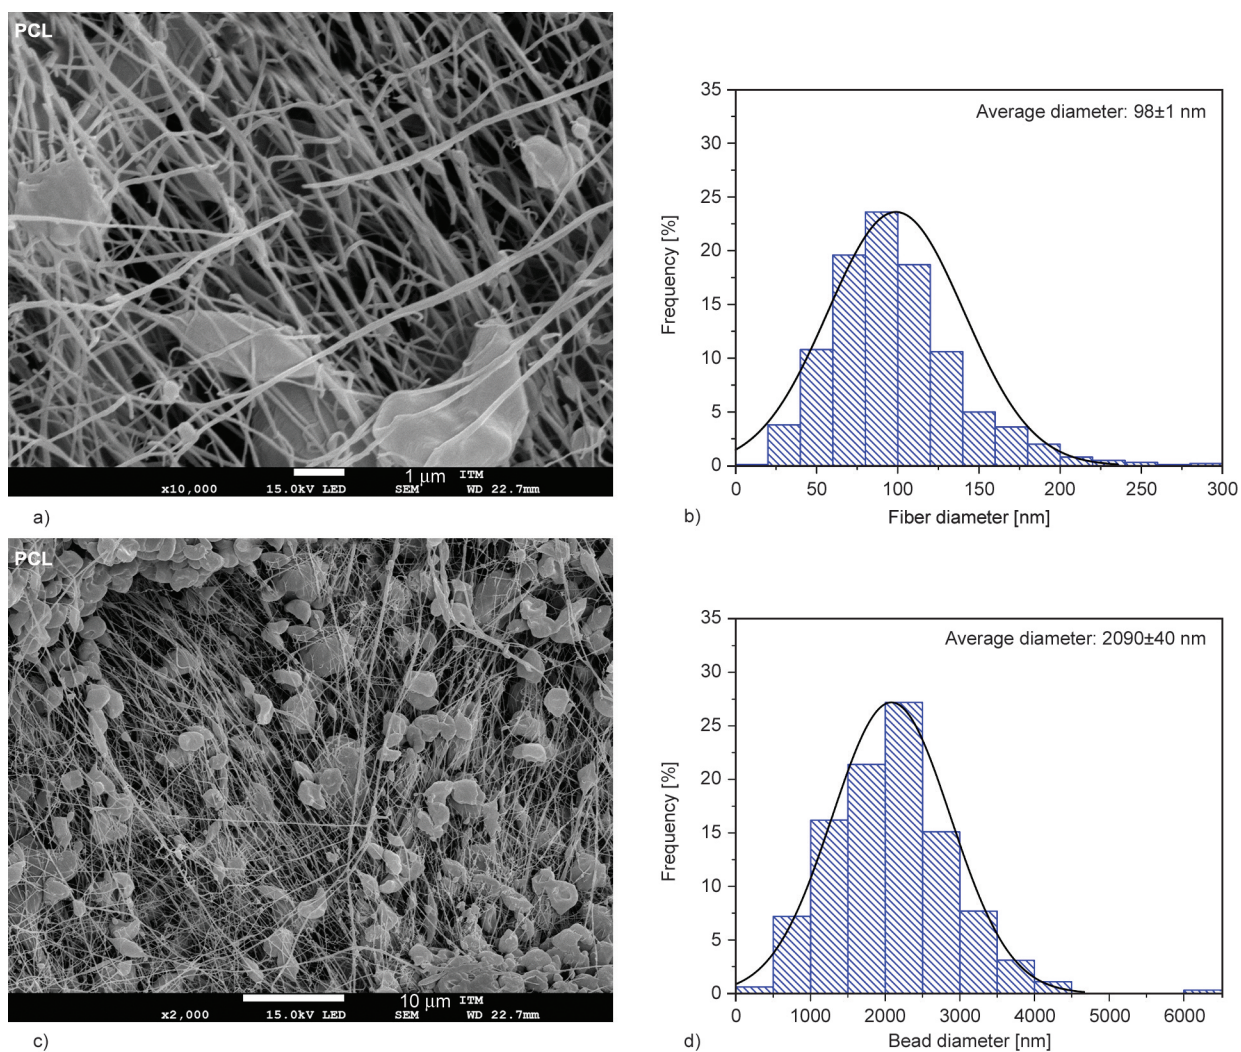 PCL
1 μm ITM
x10,000 15.0kV LED SEM WD 22.7mm
a)
35
30
25
20
15
10
5
0
Frequency [%]
Average diameter: 98±1 nm
0 50 100 150 200 250 300
Fiber diameter [nm]
b)
PCL
10 μm ITM
x2,000 15.0kV LED SEM WD 22.7mm
c)
35
30
25
20
15
10
5
0
Frequency [%]
Average diameter: 2090±40 nm
0 1000 2000 3000 4000 5000 6000
Bead diameter [nm]
d)